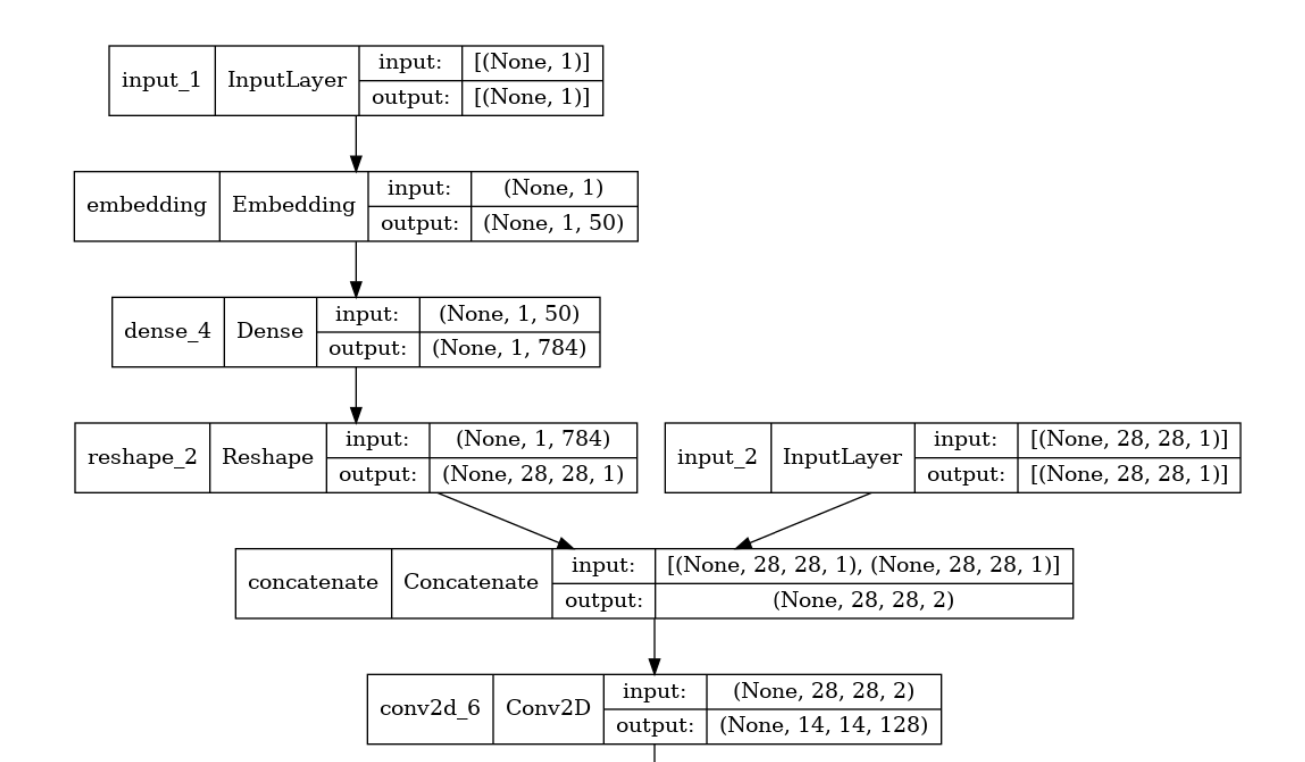 input_1 InputLayer input: [(None, 1)]
output: [(None, 1)]
embedding Embedding input: (None, 1)
output: (None, 1, 50)
dense_4 Dense input: (None, 1, 50)
output: (None, 1, 784)
reshape_2 Reshape input: (None, 1, 784)
output: (None, 28, 28, 1)
input_2 InputLayer input: [(None, 28, 28, 1)]
output: [(None, 28, 28, 1)]
concatenate Concatenate input: [(None, 28, 28, 1), (None, 28, 28, 1)]
output: (None, 28, 28, 2)
conv2d_6 Conv2D input: (None, 28, 28, 2)
output: (None, 14, 14, 128)